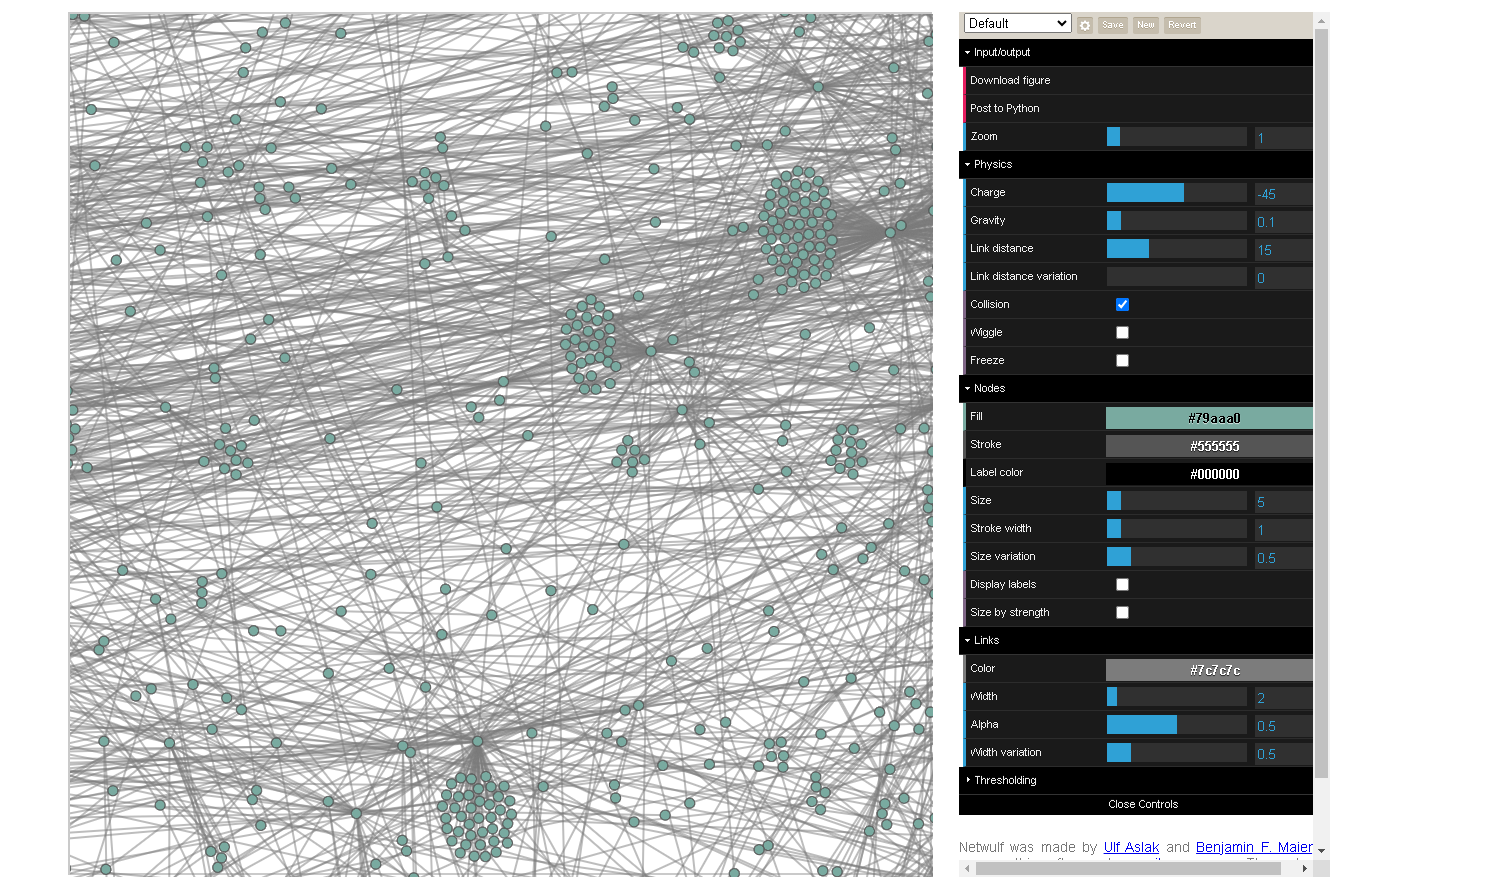 Default Save New Revert
Input/output
Download figure
Post to Python
Zoom 1
Physics
Charge -45
Gravity 0.1
Link distance 15
Link distance variation 0
Collision
Wiggle
Freeze
Nodes
Fill #79aaa0
Stroke #555555
Label color #000000
Size 5
Stroke width 1
Size variation 0.5
Display labels
Size by strength
Links
Color #7c7c7c
Width 2
Alpha 0.5
Width variation 0.5
Thresholding
Close Controls
Netwulf was made by Ulf Aslak and Benjamin F. Maier